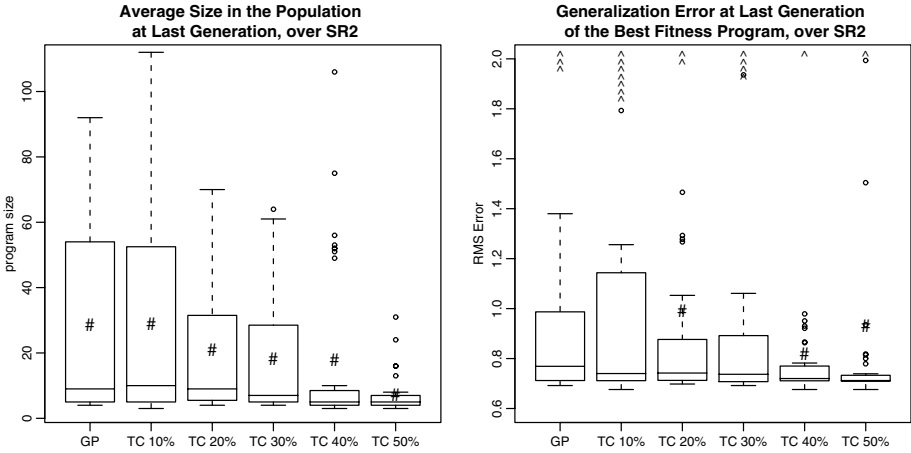 Average Size in the Population
at Last Generation, over SR2
program size
100
80
60
40
20
0
# # # # # #
GP TC 10% TC 20% TC 30% TC 40% TC 50%
Generalization Error at Last Generation
of the Best Fitness Program, over SR2
RMS Error
2.0
1.8
1.6
1.4
1.2
1.0
0.8
0.6
# # #
GP TC 10% TC 20% TC 30% TC 40% TC 50%